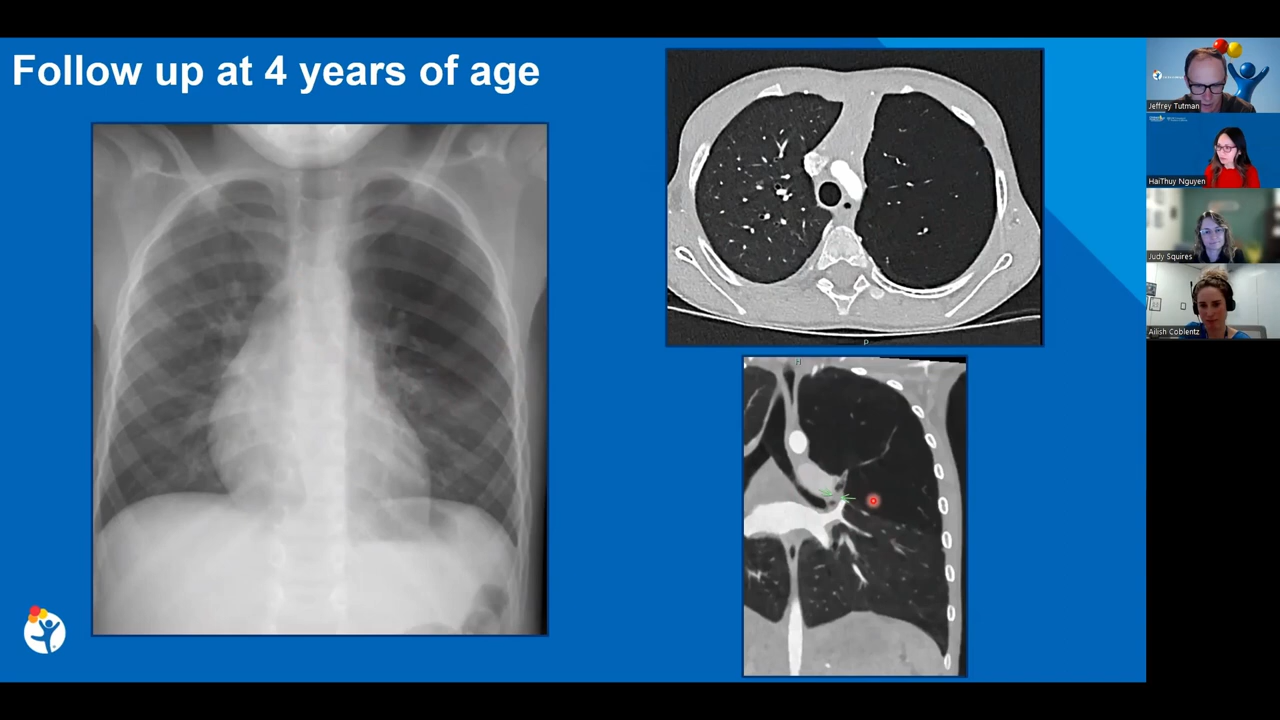 Follow up at 4 years of age
Jeffrey Tutman
HaiThuy Nguyen
Judy Squires
Ailish Coblentz
H
P